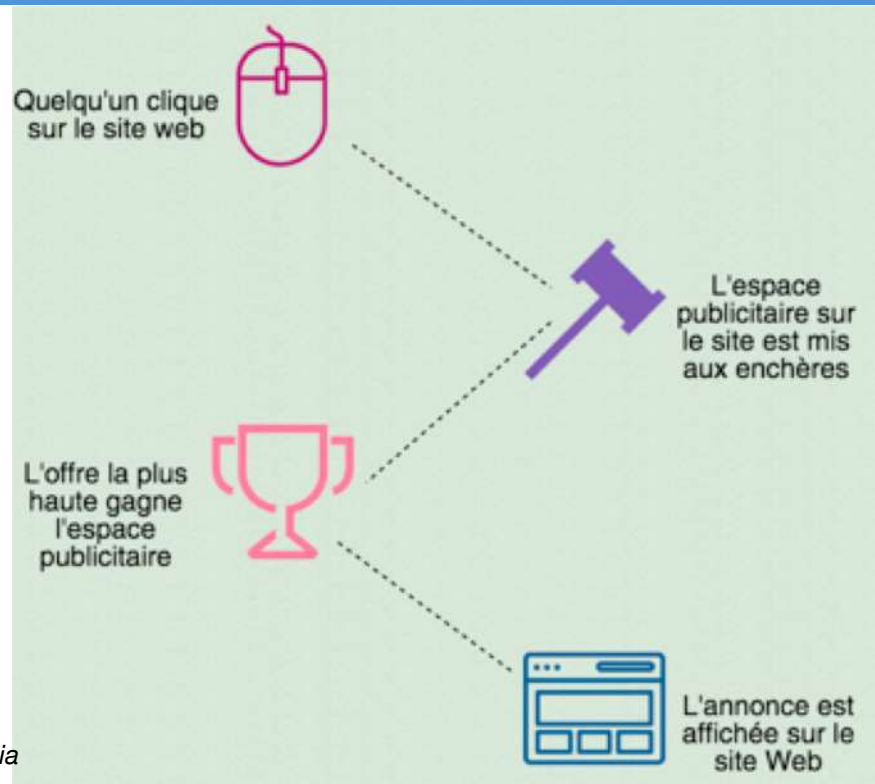 Quelqu'un clique
sur le site web
L'espace
publicitaire sur
le site est mis
aux enchères
L'offre la plus
haute gagne
l'espace
publicitaire
L'annonce est
affichée sur le
site Web